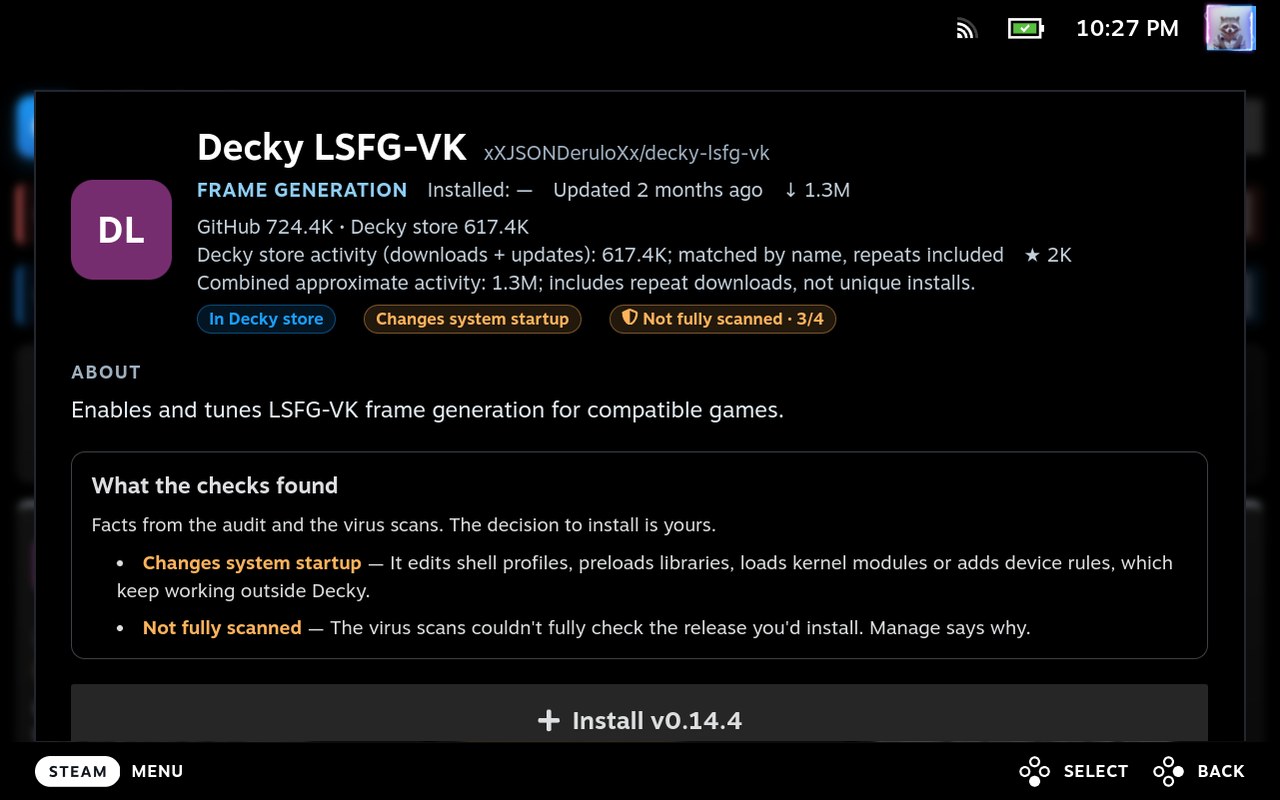 10:27 PM
Decky LSFG-VK xXJSONDeruloXx/decky-lsfg-vk
DL
FRAME GENERATION Installed: — Updated 2 months ago ↓ 1.3M
GitHub 724.4K · Decky store 617.4K
Decky store activity (downloads + updates): 617.4K; matched by name, repeats included ★ 2K
Combined approximate activity: 1.3M; includes repeat downloads, not unique installs.
In Decky store Changes system startup Not fully scanned · 3/4
ABOUT
Enables and tunes LSFG-VK frame generation for compatible games.
What the checks found
Facts from the audit and the virus scans. The decision to install is yours.
• Changes system startup — It edits shell profiles, preloads libraries, loads kernel modules or adds device rules, which
keep working outside Decky.
• Not fully scanned — The virus scans couldn't fully check the release you'd install. Manage says why.
+ Install v0.14.4
STEAM MENU SELECT BACK